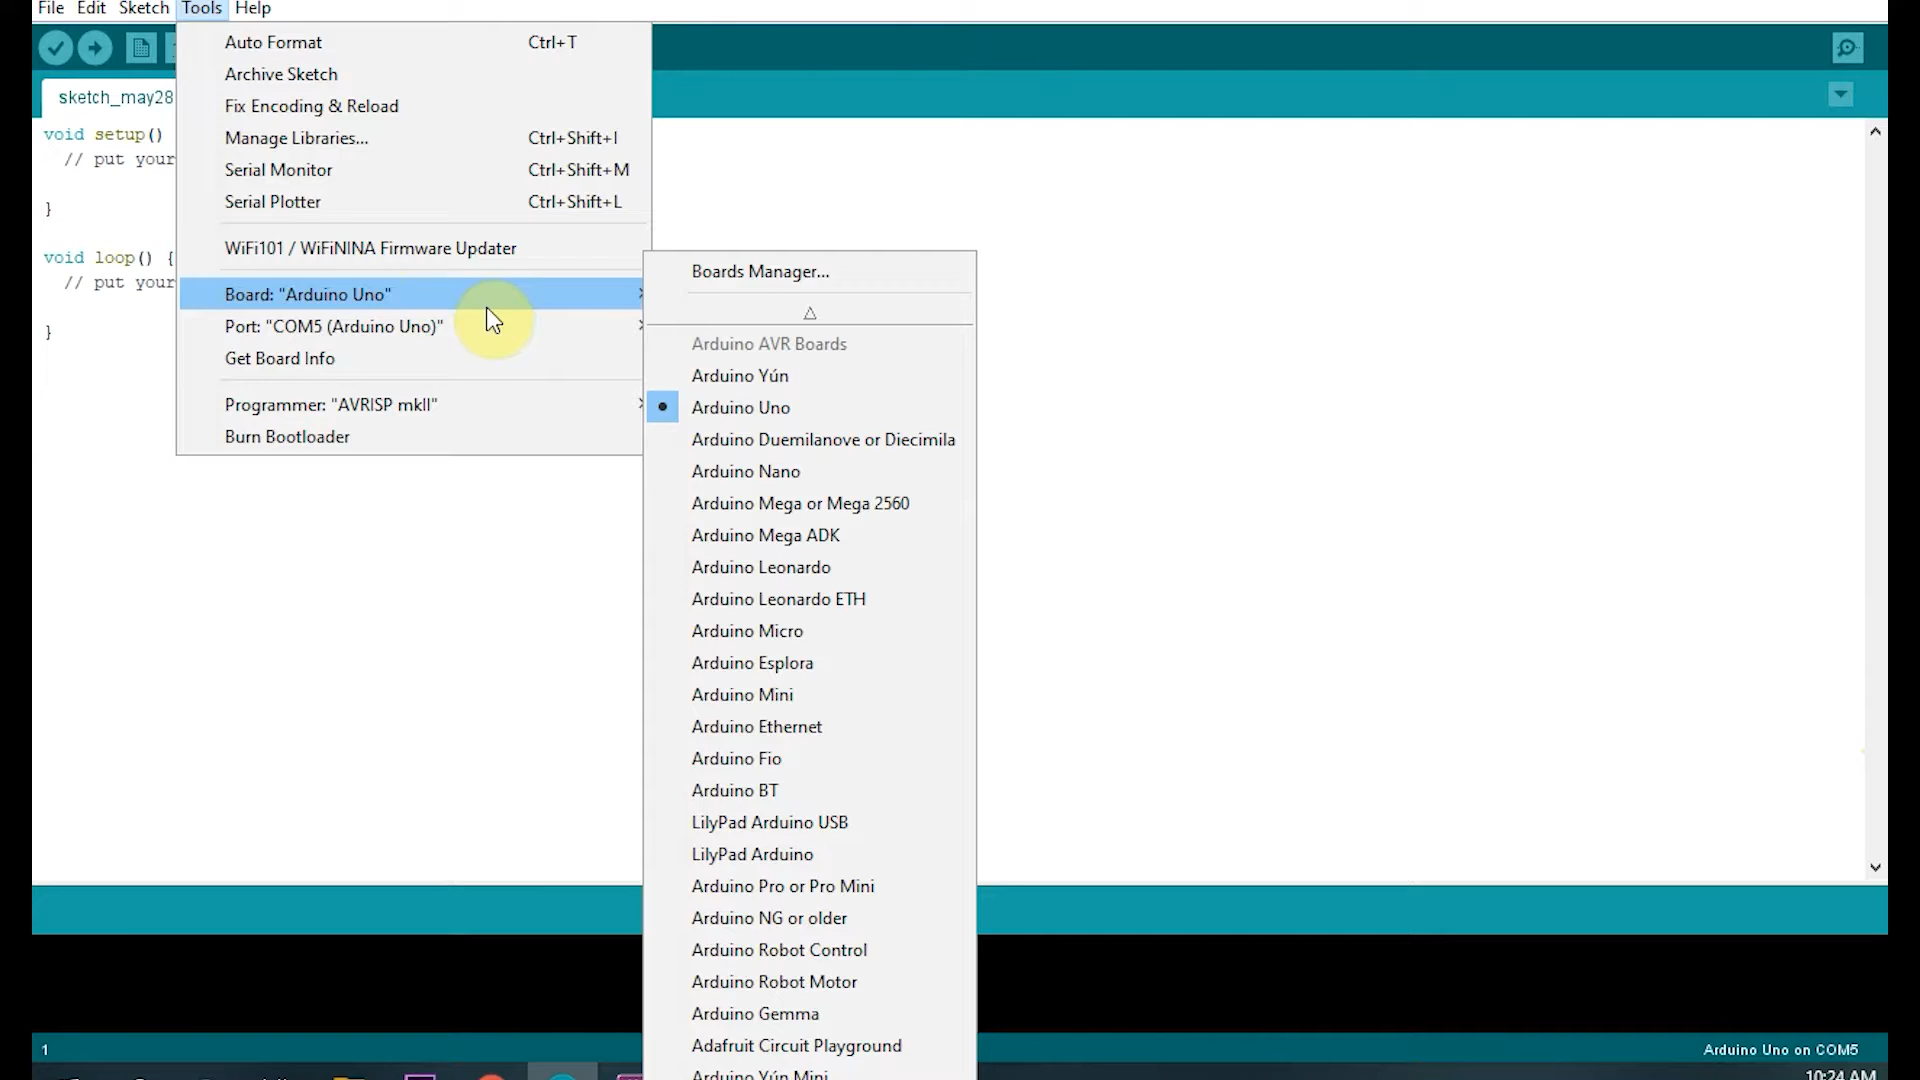 File Edit Sketch Tools Help
Auto Format Ctrl+T
Archive Sketch
Fix Encoding & Reload
Manage Libraries... Ctrl+Shift+I
Serial Monitor Ctrl+Shift+M
Serial Plotter Ctrl+Shift+L
WiFi101 / WiFiNINA Firmware Updater
Board: "Arduino Uno"
Port: "COM5 (Arduino Uno)"
Get Board Info
Programmer: "AVRISP mkII"
Burn Bootloader
sketch_may28
void setup()
// put your
}
void loop() {
// put your
}
Boards Manager...
Arduino AVR Boards
Arduino Yún
Arduino Uno
Arduino Duemilanove or Diecimila
Arduino Nano
Arduino Mega or Mega 2560
Arduino Mega ADK
Arduino Leonardo
Arduino Leonardo ETH
Arduino Micro
Arduino Esplora
Arduino Mini
Arduino Ethernet
Arduino Fio
Arduino BT
LilyPad Arduino USB
LilyPad Arduino
Arduino Pro or Pro Mini
Arduino NG or older
Arduino Robot Control
Arduino Robot Motor
Arduino Gemma
Adafruit Circuit Playground
Arduino Yún Mini
1
Arduino Uno on COM5
10:24 AM